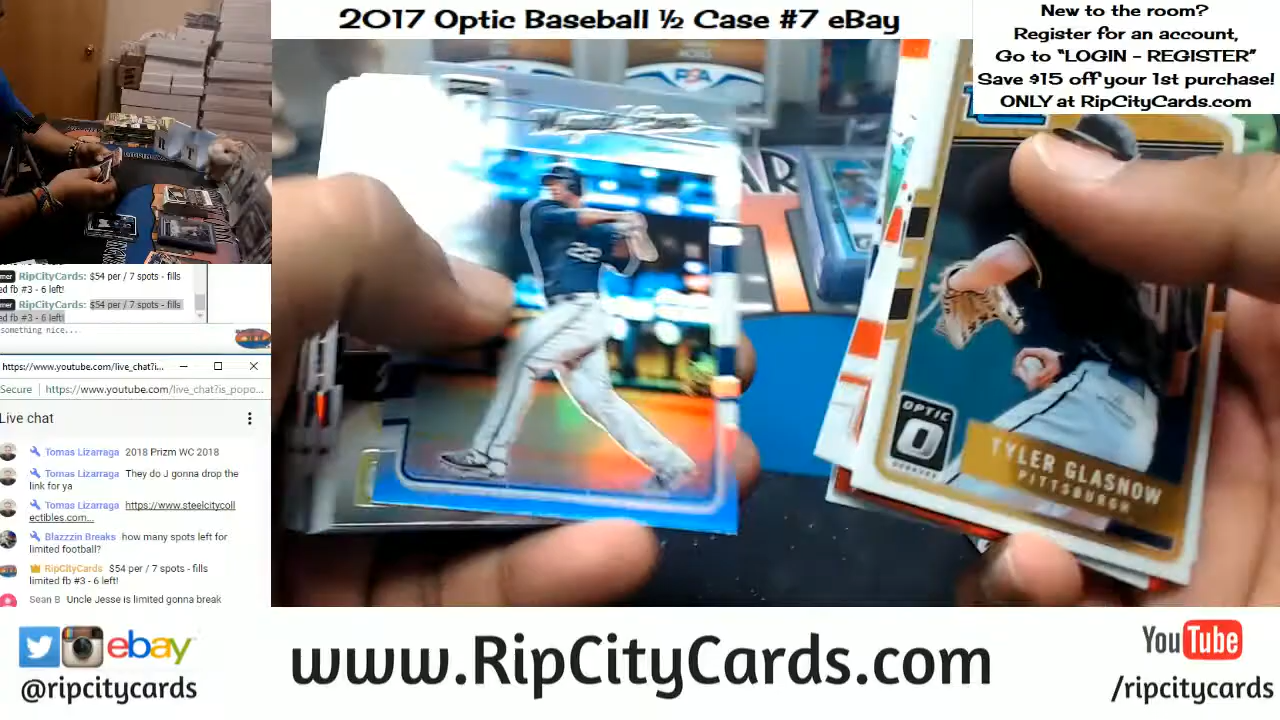 2017 Optic Baseball ½ Case #7 eBay
New to the room?
Register for an account,
Go to “LOGIN - REGISTER”
Save $15 off your 1st purchase!
ONLY at RipCityCards.com
RipCityCards: $54 per / 7 spots - fills
ed fb #3 - 6 left!
RipCityCards: $54 per / 7 spots - fills
ed fb #3 - 6 left!
something nice...
https://www.youtube.com/live_chat?i...
Secure https://www.youtube.com/live_chat?is_popo...
Live chat
Tomas Lizarraga 2018 Prizm WC 2018
Tomas Lizarraga They do J gonna drop the
link for ya
Tomas Lizarraga https://www.steelcitycoll
ectibles.com...
Blazzzin Breaks how many spots left for
limited football?
RipCityCards $54 per / 7 spots - fills
limited fb #3 - 6 left!
Sean B Uncle Jesse is limited gonna break
PSA
22
OPTIC
TYLER GLASNOW
PITTSBURGH
ebay
@ripcitycards
www.RipCityCards.com
YouTube
/ripcitycards